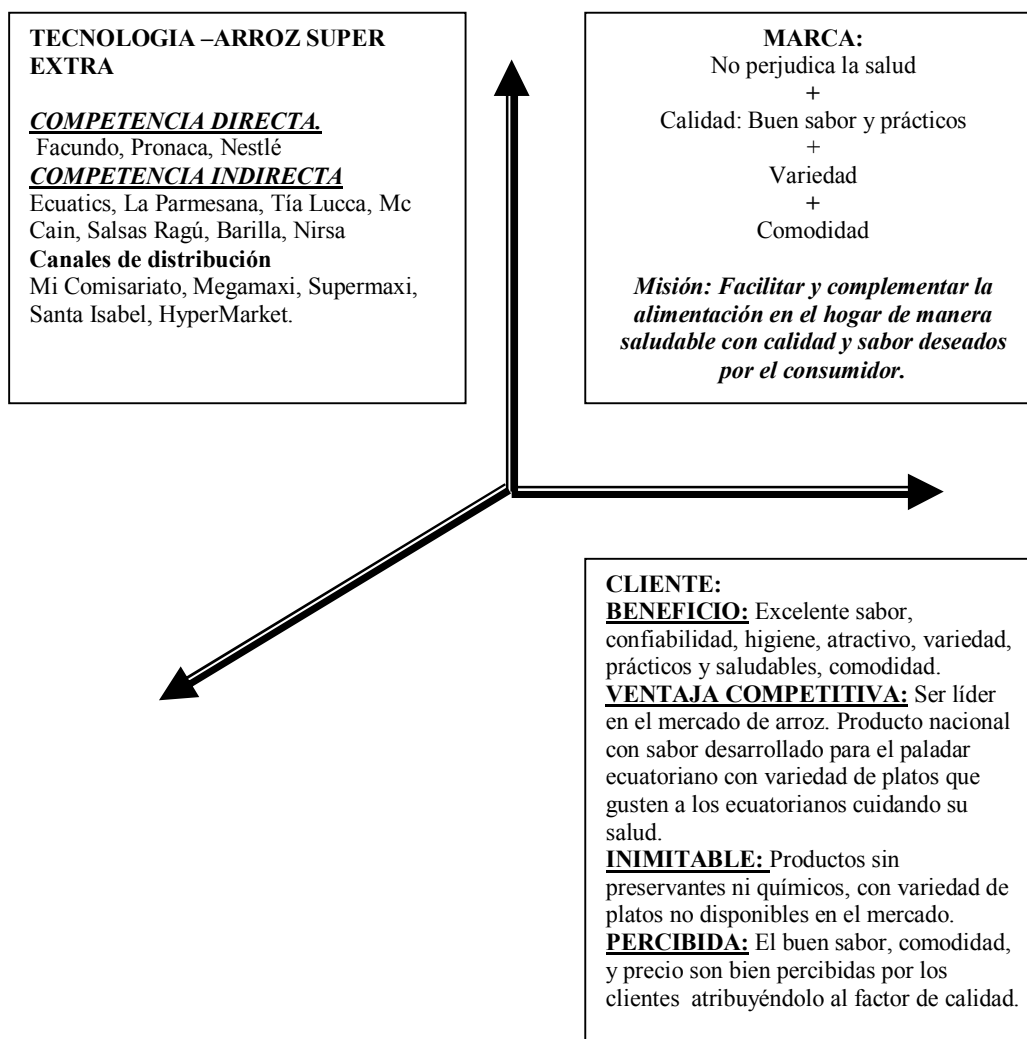 TECNOLOGIA –ARROZ SUPER
EXTRA
COMPETENCIA DIRECTA.
Facundo, Pronaca, Nestlé
COMPETENCIA INDIRECTA
Ecuatics, La Parmesana, Tía Lucca, Mc
Cain, Salsas Ragú, Barilla, Nirsa
Canales de distribución
Mi Comisariato, Megamaxi, Supermaxi,
Santa Isabel, HyperMarket.
MARCA:
No perjudica la salud
+
Calidad: Buen sabor y prácticos
+
Variedad
+
Comodidad
Misión: Facilitar y complementar la
alimentación en el hogar de manera
saludable con calidad y sabor deseados
por el consumidor.
CLIENTE:
BENEFICIO: Excelente sabor,
confiabilidad, higiene, atractivo, variedad,
prácticos y saludables, comodidad.
VENTAJA COMPETITIVA: Ser líder
en el mercado de arroz. Producto nacional
con sabor desarrollado para el paladar
ecuatoriano con variedad de platos que
gusten a los ecuatorianos cuidando su
salud.
INIMITABLE: Productos sin
preservantes ni químicos, con variedad de
platos no disponibles en el mercado.
PERCIBIDA: El buen sabor, comodidad,
y precio son bien percibidas por los
clientes atribuyéndolo al factor de calidad.